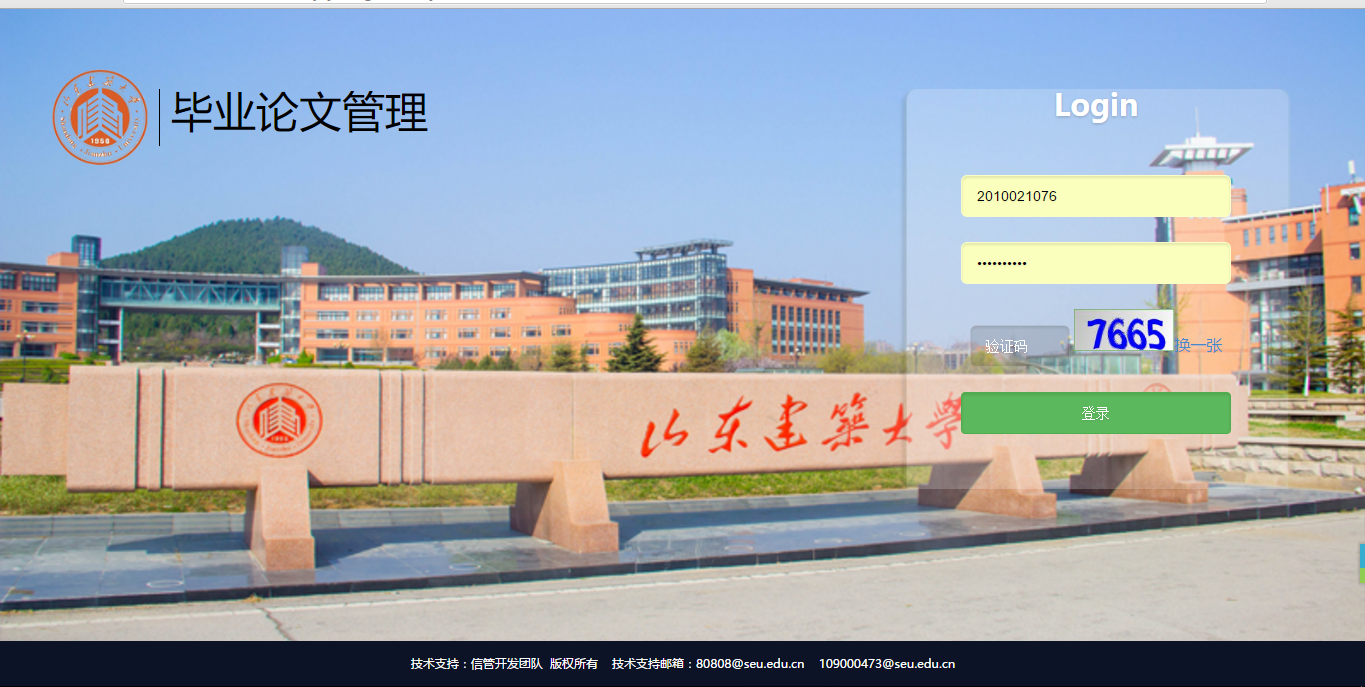 毕业论文管理
1950
Login
2010021076
••••••••••
验证码
7665
换一张
登录
山东建筑大学
技术支持：信管开发团队 版权所有 技术支持邮箱：80808@seu.edu.cn 109000473@seu.edu.cn